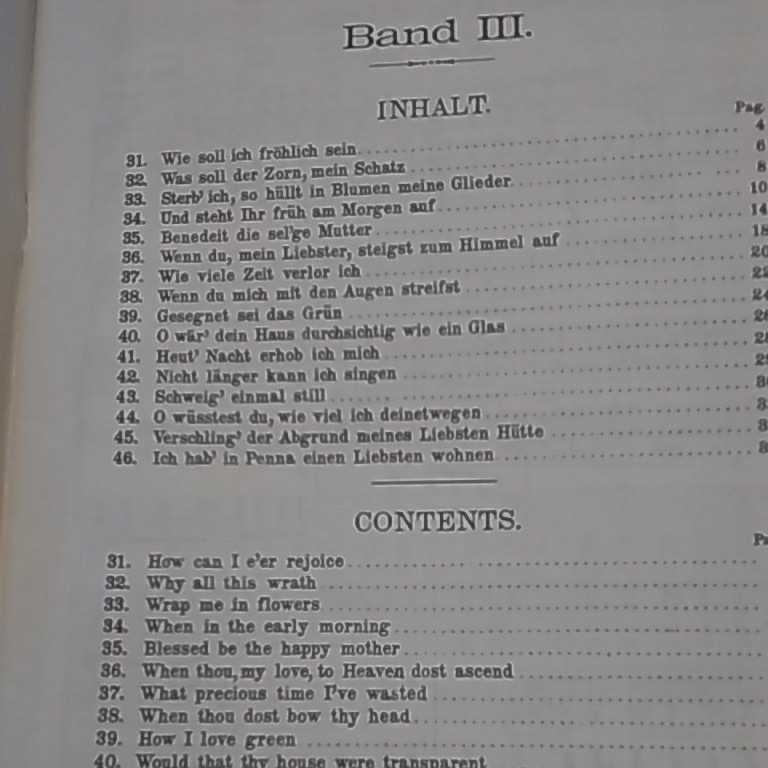 Band III.
INHALT.
Pag.
31. Wie soll ich fröhlich sein 4
32. Was soll der Zorn, mein Schatz 6
33. Sterb' ich, so hüllt in Blumen meine Glieder 8
34. Und steht Ihr früh am Morgen auf 10
35. Benedeit die sel'ge Mutter 14
36. Wenn du, mein Liebster, steigst zum Himmel auf 18
37. Wie viele Zeit verlor ich 20
38. Wenn du mich mit den Augen streifst 22
39. Gesegnet sei das Grün 24
40. O wär' dein Haus durchsichtig wie ein Glas
41. Heut' Nacht erhob ich mich
42. Nicht länger kann ich singen
43. Schweig' einmal still
44. O wüsstest du, wie viel ich deinetwegen
45. Verschling' der Abgrund meines Liebsten Hütte
46. Ich hab' in Penna einen Liebsten wohnen
CONTENTS.
31. How can I e'er rejoice
32. Why all this wrath
33. Wrap me in flowers
34. When in the early morning
35. Blessed be the happy mother
36. When thou, my love, to Heaven dost ascend
37. What precious time I've wasted
38. When thou dost bow thy head
39. How I love green
40. Would that thy house were transparent